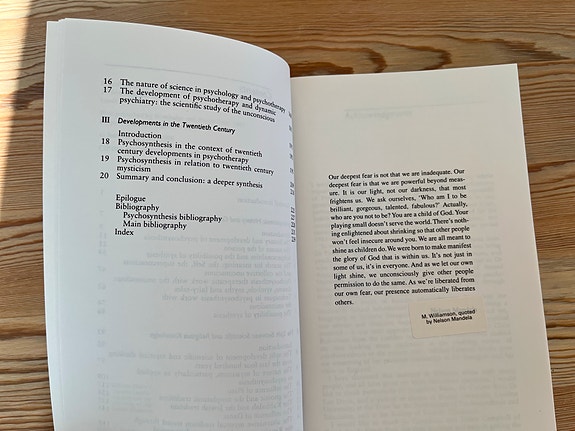 16 The nature of science in psychology and psychotherapy
17 The development of psychotherapy and dynamic
psychiatry: the scientific study of the unconscious
III Developments in the Twentieth Century
Introduction
18 Psychosynthesis in the context of twentieth
century developments in psychotherapy
19 Psychosynthesis in relation to twentieth century
mysticism
20 Summary and conclusion: a deeper synthesis
Epilogue
Bibliography
Psychosynthesis bibliography
Main bibliography
Index
Our deepest fear is not that we are inadequate. Our
deepest fear is that we are powerful beyond mea-
sure. It is our light, not our darkness, that most
frightens us. We ask ourselves, 'Who am I to be
brilliant, gorgeous, talented, fabulous?' Actually,
who are you not to be? You are a child of God. Your
playing small doesn't serve the world. There's noth-
ing enlightened about shrinking so that other people
won't feel insecure around you. We are all meant to
shine as children do. We were born to make manifest
the glory of God that is within us. It's not just in
some of us, it's in everyone. And as we let our own
light shine, we unconsciously give other people
permission to do the same. As we're liberated from
our own fear, our presence automatically liberates
others.
M. Williamson, quoted
by Nelson Mandela